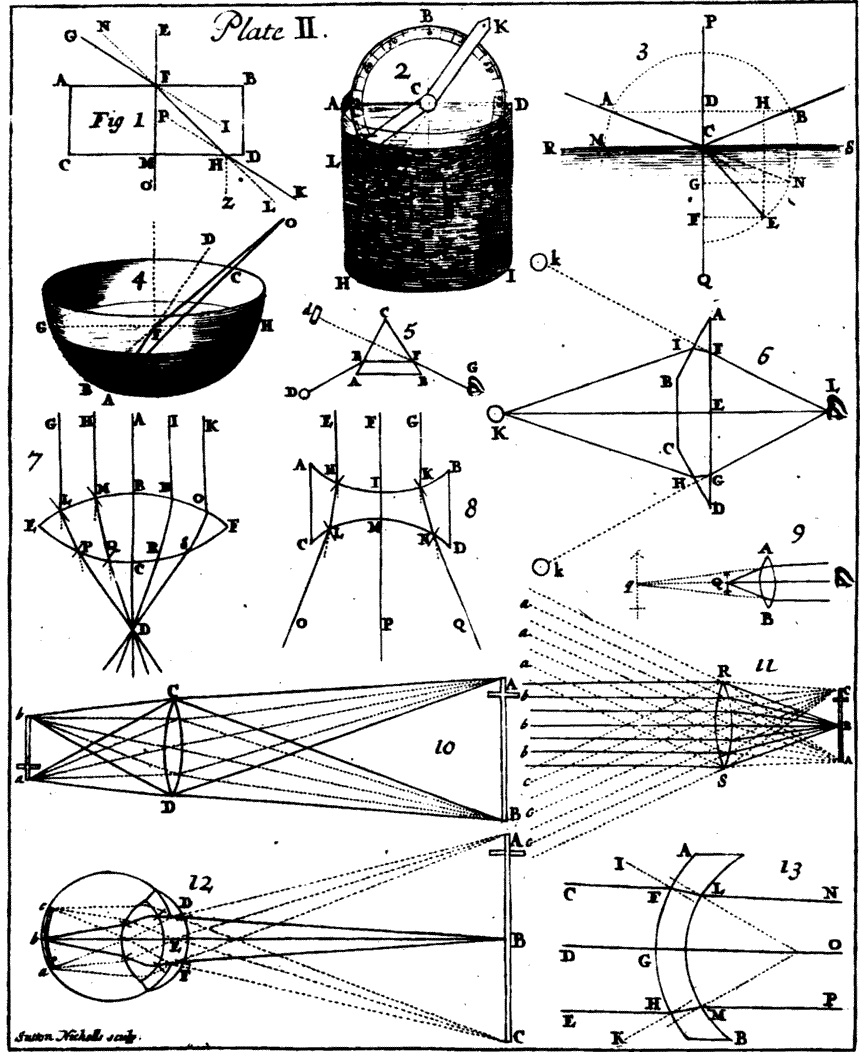 Plate II.
G N E
A F B
Fig 1
P I
C M H D
O Z L K
B K
2
C
A D
L
H I
P
3
A D H B
C
R M S
G N
F E
Q
O
D
4 C
G F H
B A
C
d 5
E F G
A B
D
k
A
I F 6
B
K E L
C
H G
D
k
G H A I K
7
L M B N O
E F
P Q R S
C
D
E F G
A H I K B
8
C L M N D
O P Q
9
A
q Q
B
a
a
a
b
b
b
b
c
c
c
R 11
C
B
A
S
C A
b
10
a
D B
12 A
c D
b E B
a F
C
13
I A
C F L N
D G O
E H M P
K B
Sutton Nicholls sculp.